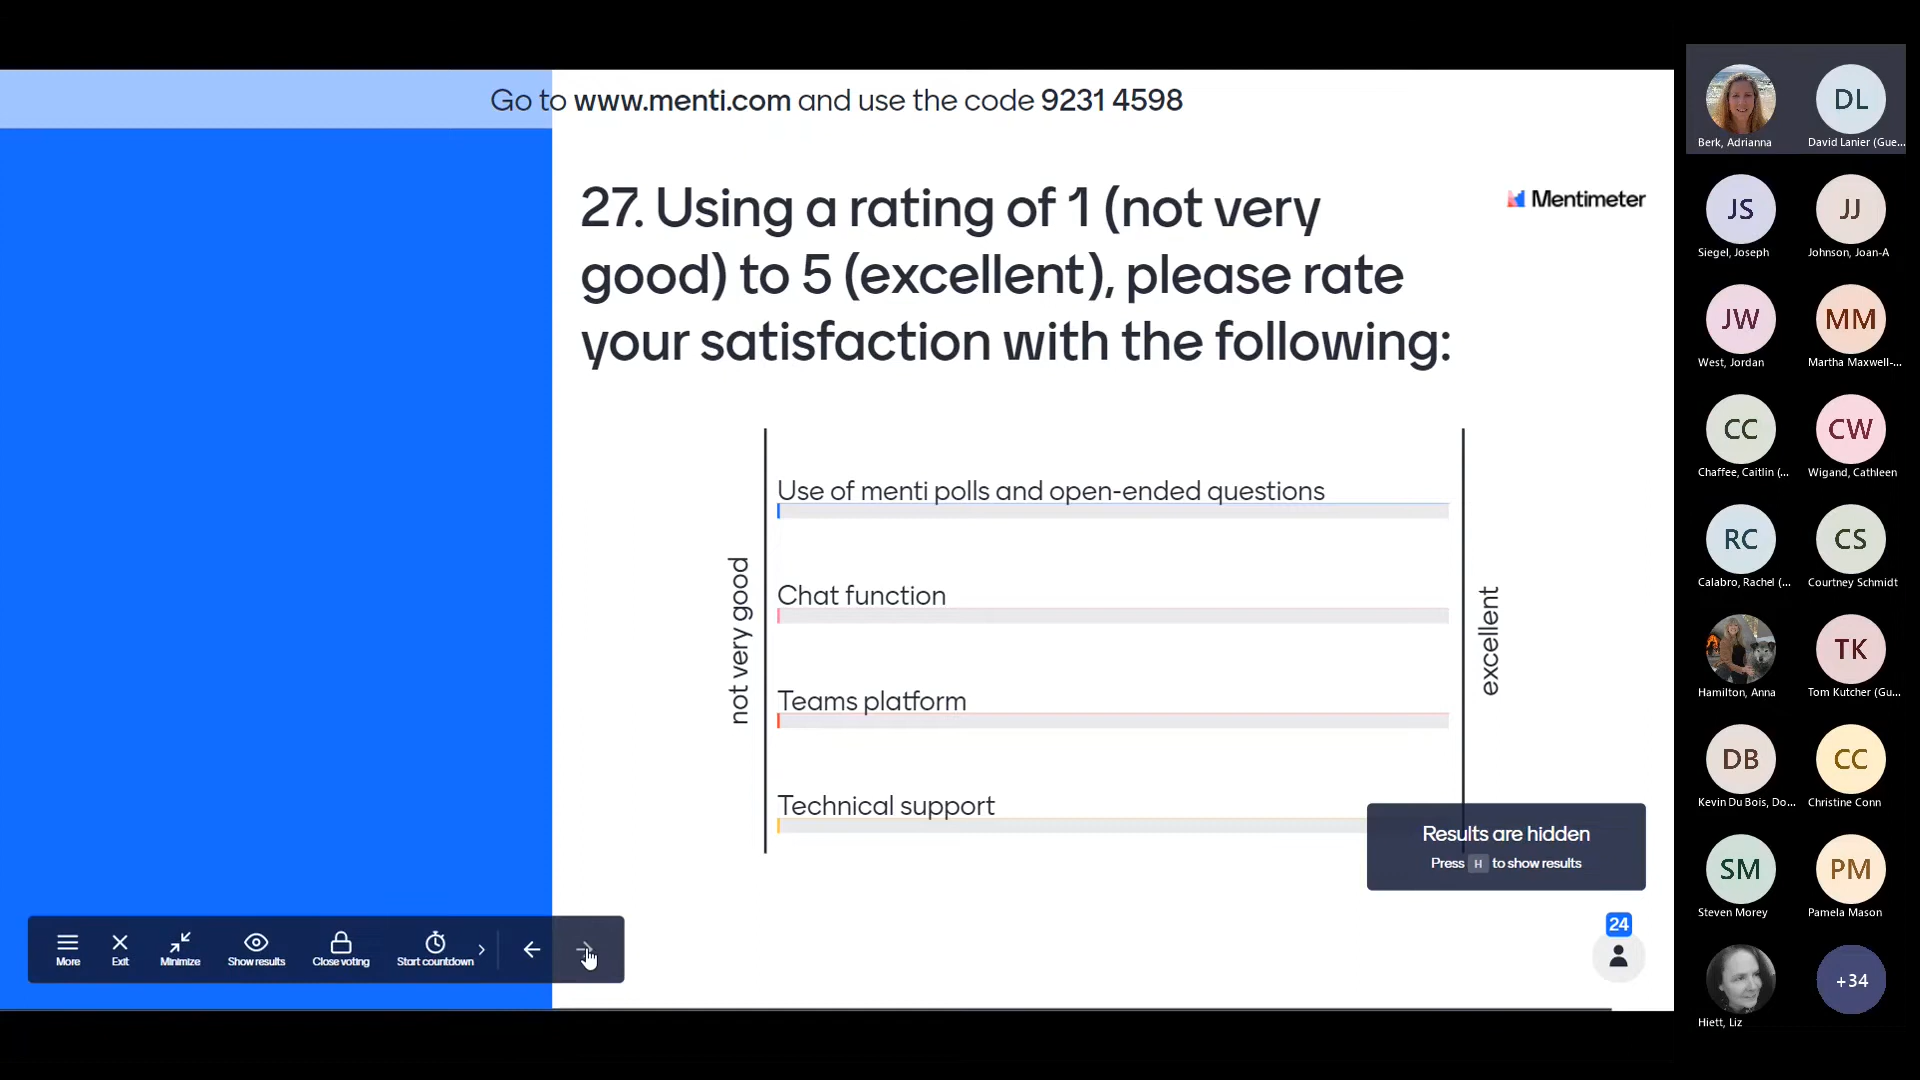 Go to www.menti.com and use the code 9231 4598
27. Using a rating of 1 (not very
good) to 5 (excellent), please rate
your satisfaction with the following:
Mentimeter
not very good
Use of menti polls and open-ended questions
Chat function
Teams platform
Technical support
excellent
Results are hidden
Press H to show results
24
More
Exit
Minimize
Show results
Close voting
Start countdown
Berk, Adrianna
DL
David Lanier (Gue...
JS
Siegel, Joseph
JJ
Johnson, Joan-A
JW
West, Jordan
MM
Martha Maxwell-...
CC
Chaffee, Caitlin (...
CW
Wigand, Cathleen
RC
Calabro, Rachel (...
CS
Courtney Schmidt
Hamilton, Anna
TK
Tom Kutcher (Gu...
DB
Kevin Du Bois, Do...
CC
Christine Conn
SM
Steven Morey
PM
Pamela Mason
Hiett, Liz
+34